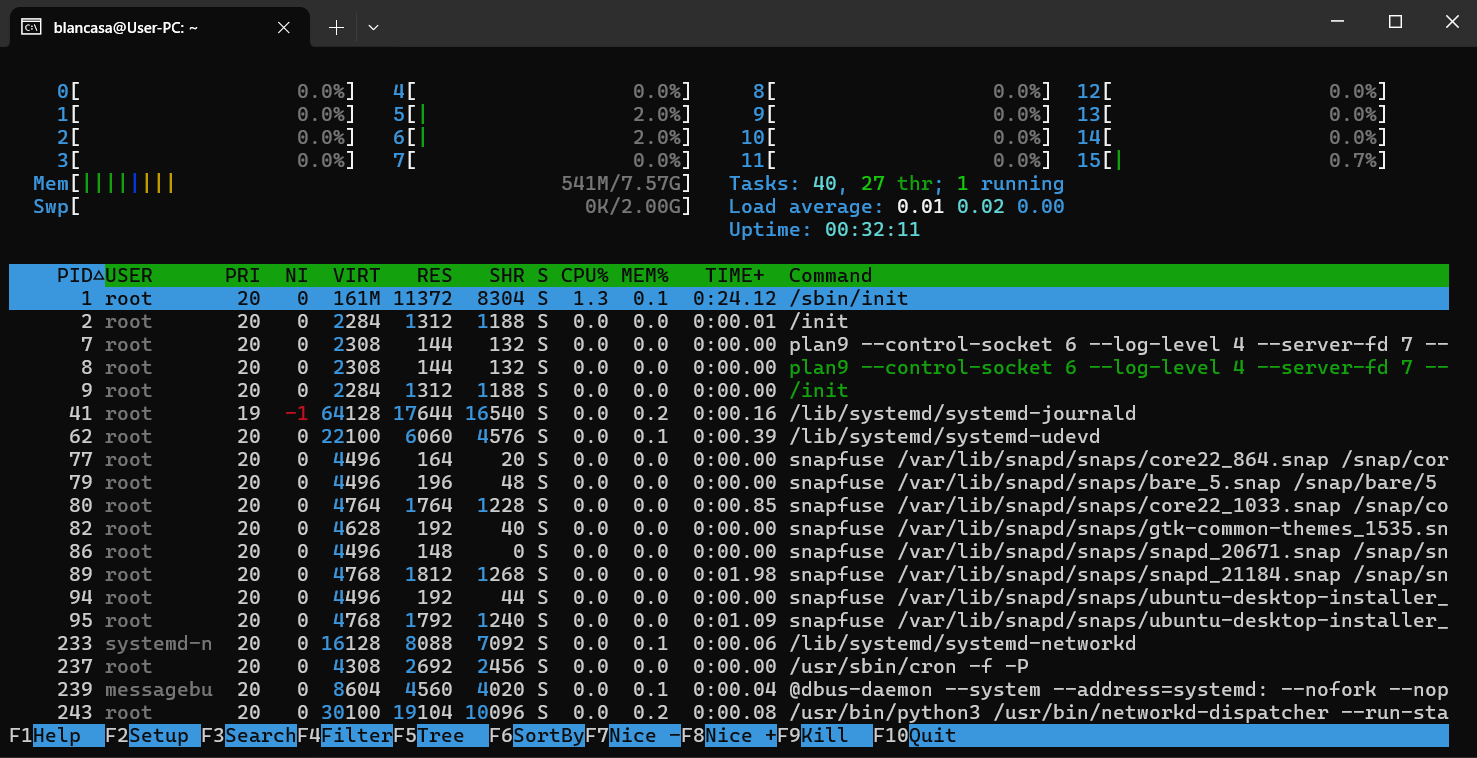 blancasa@User-PC: ~
0[ 0.0%] 4[ 0.0%] 8[ 0.0%] 12[ 0.0%]
1[ 0.0%] 5[| 2.0%] 9[ 0.0%] 13[ 0.0%]
2[ 0.0%] 6[| 2.0%] 10[ 0.0%] 14[ 0.0%]
3[ 0.0%] 7[ 0.0%] 11[ 0.0%] 15[| 0.7%]
Mem[|||||||| 541M/7.57G] Tasks: 40, 27 thr; 1 running
Swp[ 0K/2.00G] Load average: 0.01 0.02 0.00
Uptime: 00:32:11
PID△USER PRI NI VIRT RES SHR S CPU% MEM% TIME+ Command
1 root 20 0 161M 11372 8304 S 1.3 0.1 0:24.12 /sbin/init
2 root 20 0 2284 1312 1188 S 0.0 0.0 0:00.01 /init
7 root 20 0 2308 144 132 S 0.0 0.0 0:00.00 plan9 --control-socket 6 --log-level 4 --server-fd 7 --
8 root 20 0 2308 144 132 S 0.0 0.0 0:00.00 plan9 --control-socket 6 --log-level 4 --server-fd 7 --
9 root 20 0 2284 1312 1188 S 0.0 0.0 0:00.00 /init
41 root 19 -1 64128 17644 16540 S 0.0 0.2 0:00.16 /lib/systemd/systemd-journald
62 root 20 0 22100 6060 4576 S 0.0 0.1 0:00.39 /lib/systemd/systemd-udevd
77 root 20 0 4496 164 20 S 0.0 0.0 0:00.00 snapfuse /var/lib/snapd/snaps/core22_864.snap /snap/cor
79 root 20 0 4496 196 48 S 0.0 0.0 0:00.00 snapfuse /var/lib/snapd/snaps/bare_5.snap /snap/bare/5
80 root 20 0 4764 1764 1228 S 0.0 0.0 0:00.85 snapfuse /var/lib/snapd/snaps/core22_1033.snap /snap/co
82 root 20 0 4628 192 40 S 0.0 0.0 0:00.00 snapfuse /var/lib/snapd/snaps/gtk-common-themes_1535.sn
86 root 20 0 4496 148 0 S 0.0 0.0 0:00.00 snapfuse /var/lib/snapd/snaps/snapd_20671.snap /snap/sn
89 root 20 0 4768 1812 1268 S 0.0 0.0 0:01.98 snapfuse /var/lib/snapd/snaps/snapd_21184.snap /snap/sn
94 root 20 0 4496 192 44 S 0.0 0.0 0:00.00 snapfuse /var/lib/snapd/snaps/ubuntu-desktop-installer_
95 root 20 0 4768 1792 1240 S 0.0 0.0 0:01.09 snapfuse /var/lib/snapd/snaps/ubuntu-desktop-installer_
233 systemd-n 20 0 16128 8088 7092 S 0.0 0.1 0:00.06 /lib/systemd/systemd-networkd
237 root 20 0 4308 2692 2456 S 0.0 0.0 0:00.00 /usr/sbin/cron -f -P
239 messagebu 20 0 8604 4560 4020 S 0.0 0.1 0:00.04 @dbus-daemon --system --address=systemd: --nofork --nop
243 root 20 0 30100 19104 10096 S 0.0 0.2 0:00.08 /usr/bin/python3 /usr/bin/networkd-dispatcher --run-sta
F1Help F2Setup F3SearchF4FilterF5Tree F6SortByF7Nice -F8Nice +F9Kill F10Quit